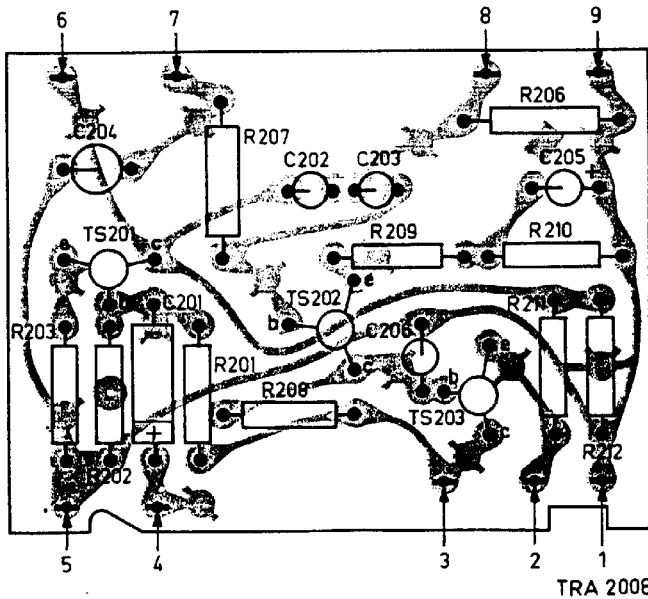 6 7 8 9
R206
C204
R207
C202 C203 C205 +
R209 R210
e c
TS201
e
TS202
b C201 b R211
C206
R203 e
R201 c b
R208 TS203
+ c
R202 R212
5 4 3 2 1
TRA 2008